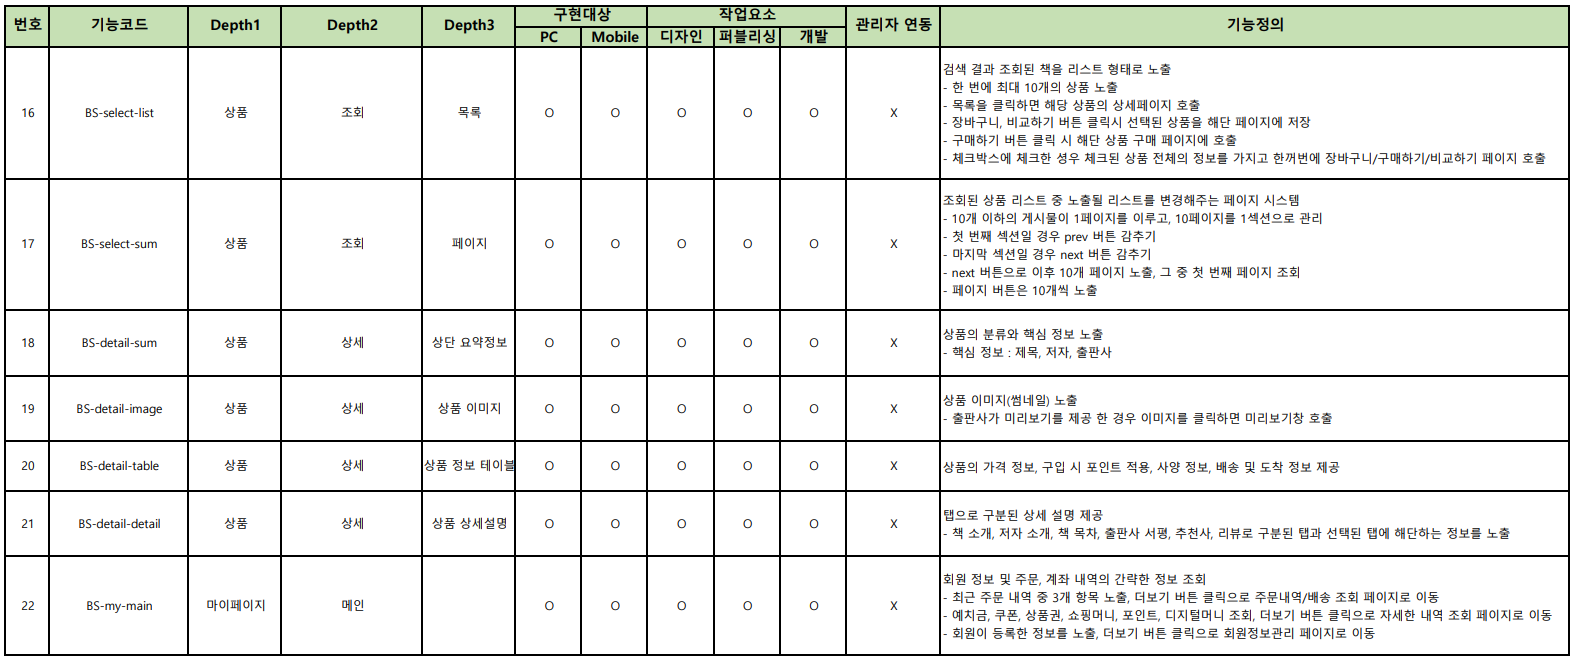 번호 기능코드 Depth1 Depth2 Depth3 구현대상 작업요소 관리자 연동 기능정의
PC Mobile 디자인 퍼블리싱 개발
16 BS-select-list 상품 조회 목록 O O O O O X
검색 결과 조회된 책을 리스트 형태로 노출
- 한 번에 최대 10개의 상품 노출
- 목록을 클릭하면 해당 상품의 상세페이지 호출
- 장바구니, 비교하기 버튼 클릭시 선택된 상품을 해단 페이지에 저장
- 구매하기 버튼 클릭 시 해단 상품 구매 페이지에 호출
- 체크박스에 체크한 셩우 체크된 상품 전체의 정보를 가지고 한꺼번에 장바구니/구매하기/비교하기 페이지 호출
17 BS-select-sum 상품 조회 페이지 O O O O O X
조회된 상품 리스트 중 노출될 리스트를 변경해주는 페이지 시스템
- 10개 이하의 게시물이 1페이지를 이루고, 10페이지를 1섹션으로 관리
- 첫 번째 섹션일 경우 prev 버튼 감추기
- 마지막 섹션일 경우 next 버튼 감추기
- next 버튼으로 이후 10개 페이지 노출, 그 중 첫 번째 페이지 조회
- 페이지 버튼은 10개씩 노출
18 BS-detail-sum 상품 상세 상단 요약정보 O O O O O X
상품의 분류와 핵심 정보 노출
- 핵심 정보 : 제목, 저자, 출판사
19 BS-detail-image 상품 상세 상품 이미지 O O O O O X
상품 이미지(썸네일) 노출
- 출판사가 미리보기를 제공 한 경우 이미지를 클릭하면 미리보기창 호출
20 BS-detail-table 상품 상세 상품 정보 테이블 O O O O O X
상품의 가격 정보, 구입 시 포인트 적용, 사양 정보, 배송 및 도착 정보 제공
21 BS-detail-detail 상품 상세 상품 상세설명 O O O O O X
탭으로 구분된 상세 설명 제공
- 책 소개, 저자 소개, 책 목차, 출판사 서평, 추천사, 리뷰로 구분된 탭과 선택된 탭에 해단하는 정보를 노출
22 BS-my-main 마이페이지 메인 O O O O O X
회원 정보 및 주문, 계좌 내역의 간략한 정보 조회
- 최근 주문 내역 중 3개 항목 노출, 더보기 버튼 클릭으로 주문내역/배송 조회 페이지로 이동
- 예치금, 쿠폰, 상품권, 쇼핑머니, 포인트, 디지털머니 조회, 더보기 버튼 클릭으로 자세한 내역 조회 페이지로 이동
- 회원이 등록한 정보를 노출, 더보기 버튼 클릭으로 회원정보관리 페이지로 이동